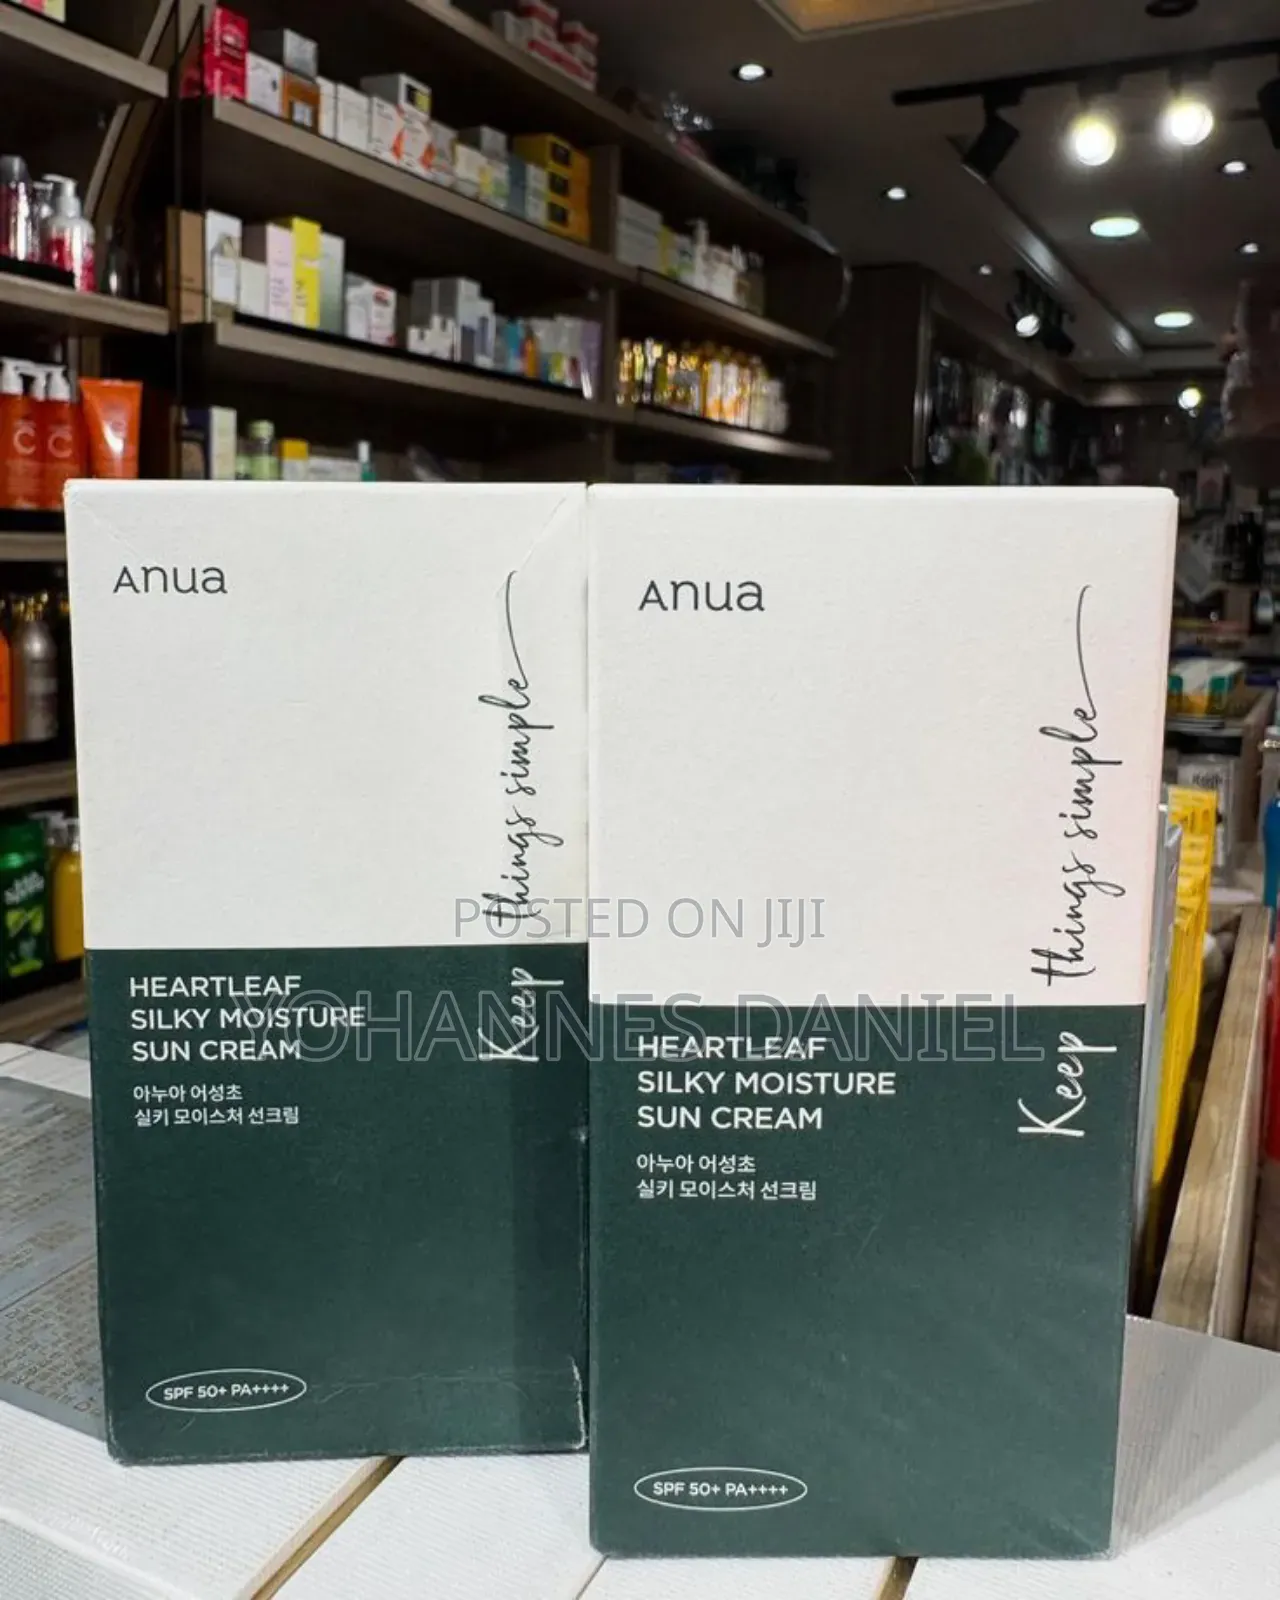 Anua
Keep things simple
HEARTLEAF
SILKY MOISTURE
SUN CREAM
아누아 어성초
실키 모이스처 선크림
SPF 50+ PA++++
Anua
Keep things simple
HEARTLEAF
SILKY MOISTURE
SUN CREAM
아누아 어성초
실키 모이스처 선크림
SPF 50+ PA++++
POSTED ON JIJI
YOHANNES DANIEL